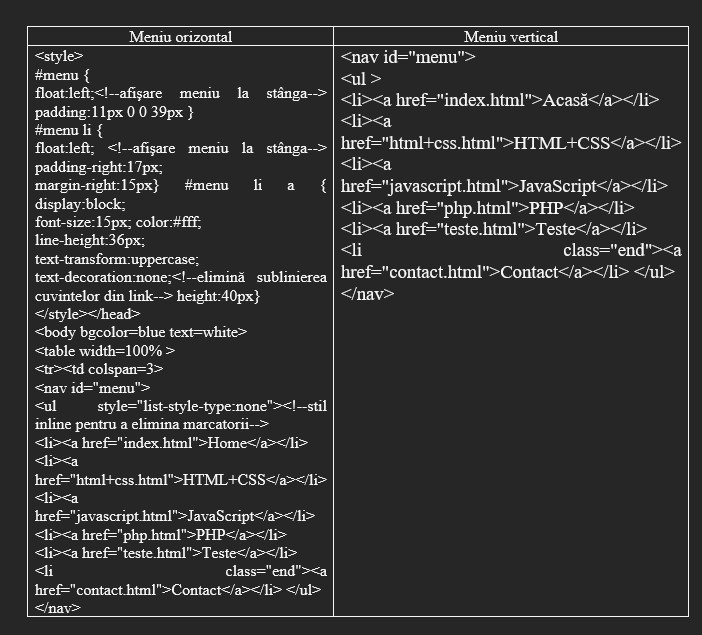 Meniu orizontal
<style>
#menu {
float:left;<!--afişare meniu la stânga-->
padding:11px 0 0 39px }
#menu li {
float:left; <!--afişare meniu la stânga-->
padding-right:17px;
margin-right:15px} #menu li a {
display:block;
font-size:15px; color:#fff;
line-height:36px;
text-transform:uppercase;
text-decoration:none;<!--elimină sublinierea
cuvintelor din link--> height:40px}
</style></head>
<body bgcolor=blue text=white>
<table width=100% >
<tr><td colspan=3>
<nav id="menu">
<ul style="list-style-type:none"><!--stil
inline pentru a elimina marcatorii-->
<li><a href="index.html">Home</a></li>
<li><a
href="html+css.html">HTML+CSS</a></li>
<li><a
href="javascript.html">JavaScript</a></li>
<li><a href="php.html">PHP</a></li>
<li><a href="teste.html">Teste</a></li>
<li class="end"><a
href="contact.html">Contact</a></li> </ul>
</nav>
Meniu vertical
<nav id="menu">
<ul >
<li><a href="index.html">Acasă</a></li>
<li><a
href="html+css.html">HTML+CSS</a></li>
<li><a
href="javascript.html">JavaScript</a></li>
<li><a href="php.html">PHP</a></li>
<li><a href="teste.html">Teste</a></li>
<li class="end"><a
href="contact.html">Contact</a></li> </ul>
</nav>